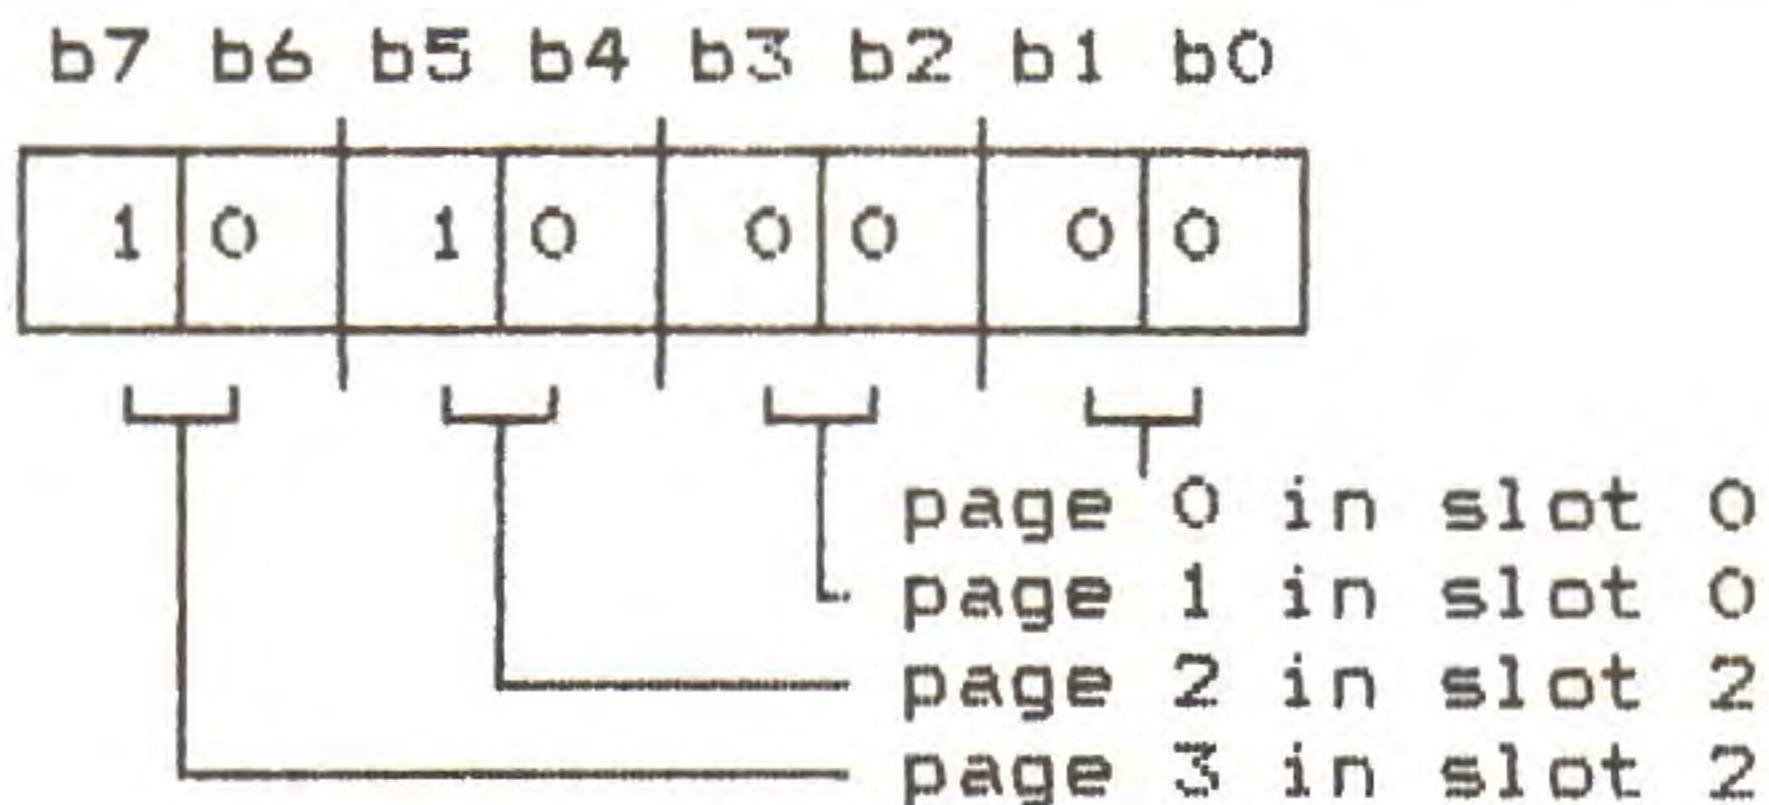 b7 b6 b5 b4 b3 b2 b1 b0
1 0 1 0 0 0 0 0
page 0 in slot 0
page 1 in slot 0
page 2 in slot 2
page 3 in slot 2